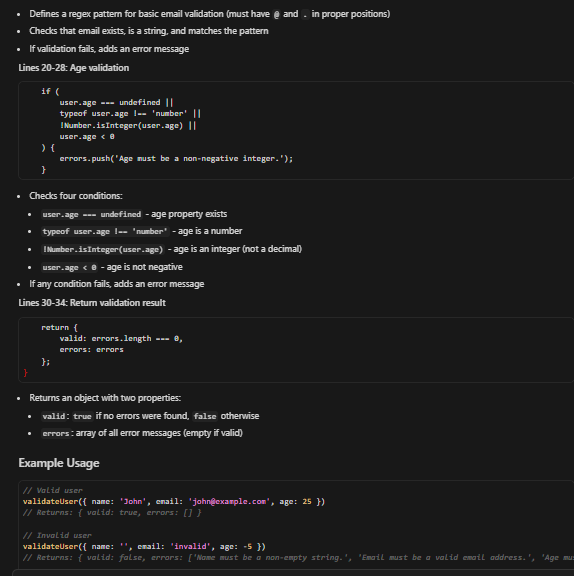 Defines a regex pattern for basic email validation (must have @ and . in proper positions)
Checks that email exists, is a string, and matches the pattern
If validation fails, adds an error message
Lines 20-28: Age validation
if (
user.age === undefined ||
typeof user.age !== 'number' ||
!Number.isInteger(user.age) ||
user.age < 0
) {
errors.push('Age must be a non-negative integer.');
}
Checks four conditions:
user.age === undefined - age property exists
typeof user.age !== 'number' - age is a number
!Number.isInteger(user.age) - age is an integer (not a decimal)
user.age < 0 - age is not negative
If any condition fails, adds an error message
Lines 30-34: Return validation result
return {
valid: errors.length === 0,
errors: errors
};
}
Returns an object with two properties:
valid: true if no errors were found, false otherwise
errors: array of all error messages (empty if valid)
Example Usage
// Valid user
validateUser({ name: 'John', email: 'john@example.com', age: 25 })
// Returns: { valid: true, errors: [] }
// Invalid user
validateUser({ name: '', email: 'invalid', age: -5 })
// Returns: { valid: false, errors: ['Name must be a non-empty string.', 'Email must be a valid email address.', 'Age mu